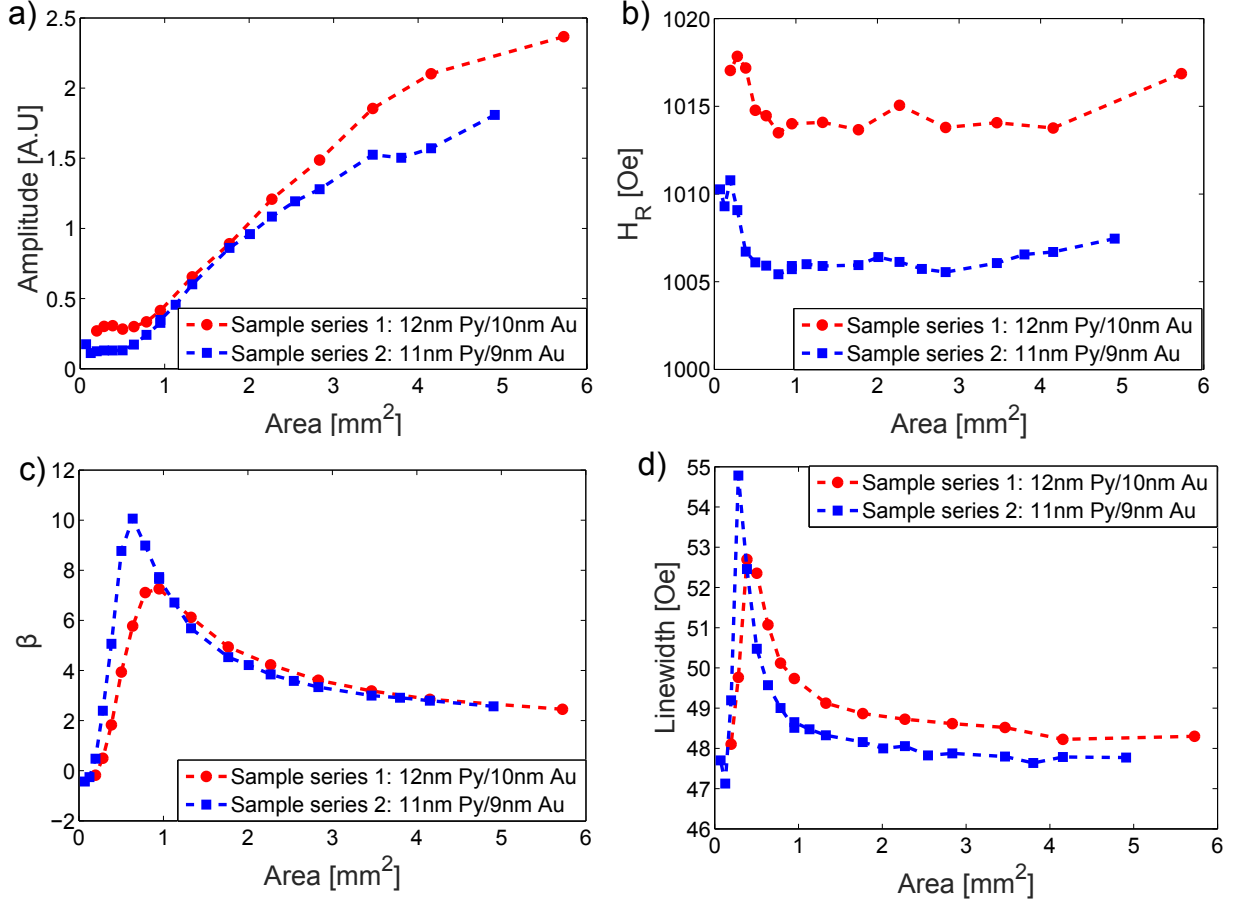 a)
2.5
2
1.5
1
0.5
0
0
1
2
3
4
5
6
Amplitude [A.U]
Area [mm²]
Sample series 1: 12nm Py/10nm Au
Sample series 2: 11nm Py/9nm Au
b)
1020
1015
1010
1005
1000
0
1
2
3
4
5
6
H_R [Oe]
Area [mm²]
Sample series 1: 12nm Py/10nm Au
Sample series 2: 11nm Py/9nm Au
c)
12
10
8
6
4
2
0
−2
0
1
2
3
4
5
6
β
Area [mm²]
Sample series 1: 12nm Py/10nm Au
Sample series 2: 11nm Py/9nm Au
d)
55
54
53
52
51
50
49
48
47
46
0
1
2
3
4
5
6
Linewidth [Oe]
Area [mm²]
Sample series 1: 12nm Py/10nm Au
Sample series 2: 11nm Py/9nm Au